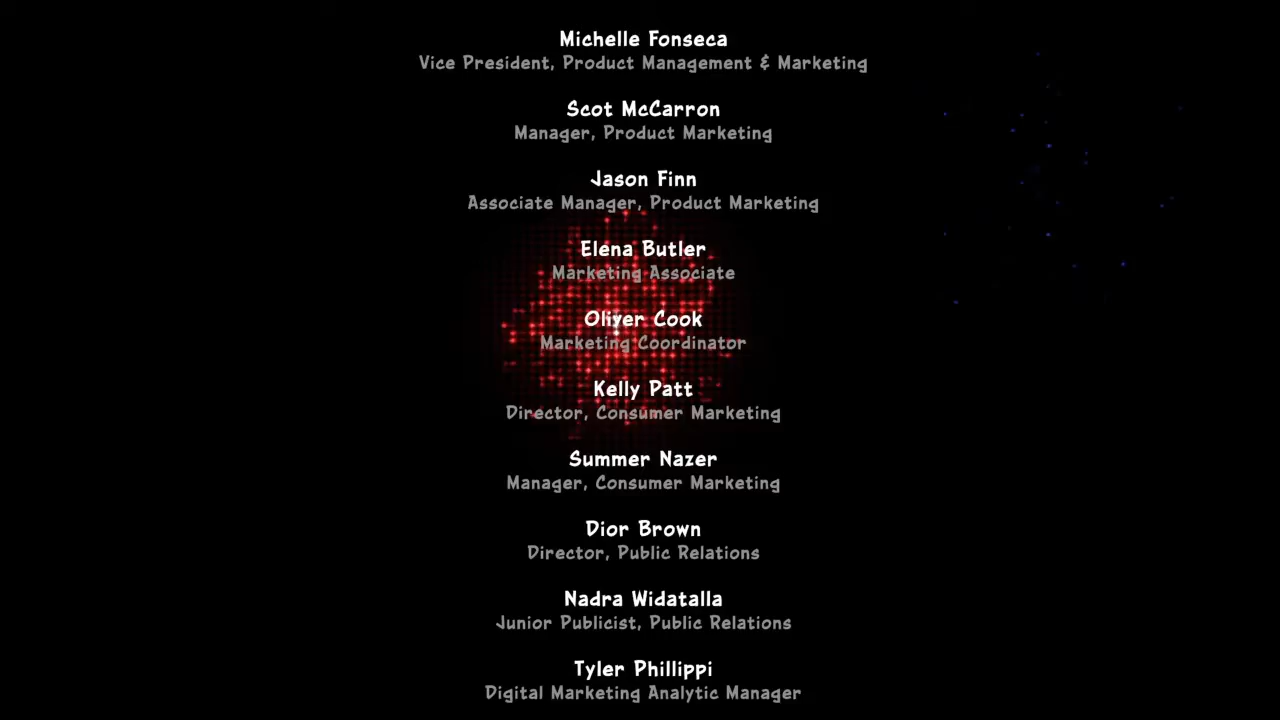 Michelle Fonseca
Vice President, Product Management & Marketing
Scot McCarron
Manager, Product Marketing
Jason Finn
Associate Manager, Product Marketing
Elena Butler
Marketing Associate
Oliver Cook
Marketing Coordinator
Kelly Patt
Director, Consumer Marketing
Summer Nazer
Manager, Consumer Marketing
Dior Brown
Director, Public Relations
Nadra Widatalla
Junior Publicist, Public Relations
Tyler Phillippi
Digital Marketing Analytic Manager